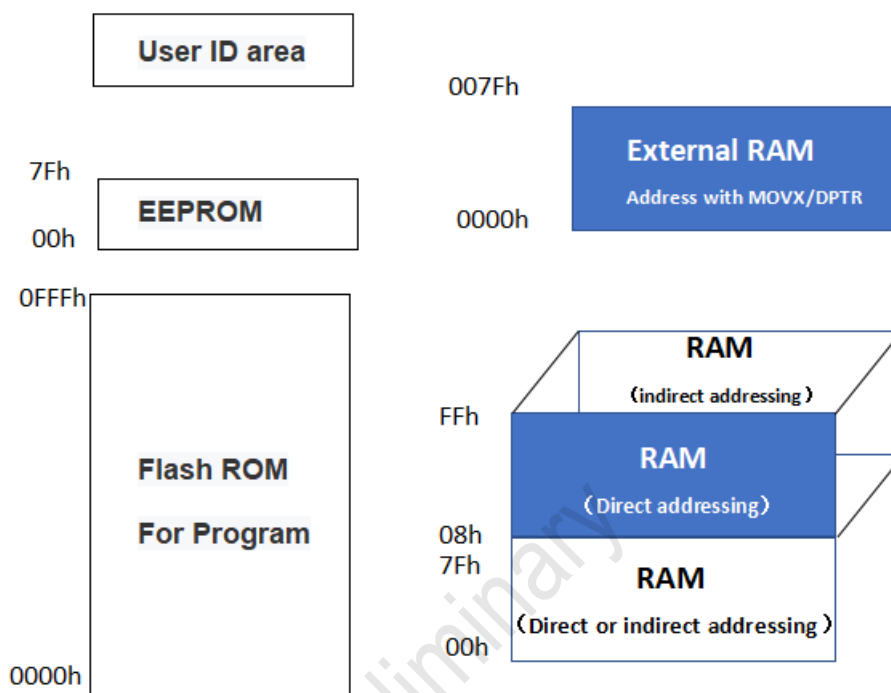 User ID area
7Fh
EEPROM
00h
0FFFh
Flash ROM
For Program
0000h
007Fh
External RAM
Address with MOVX/DPTR
0000h
RAM
(indirect addressing)
FFh
RAM
(Direct addressing)
08h
7Fh
RAM
(Direct or indirect addressing)
00h
liminary